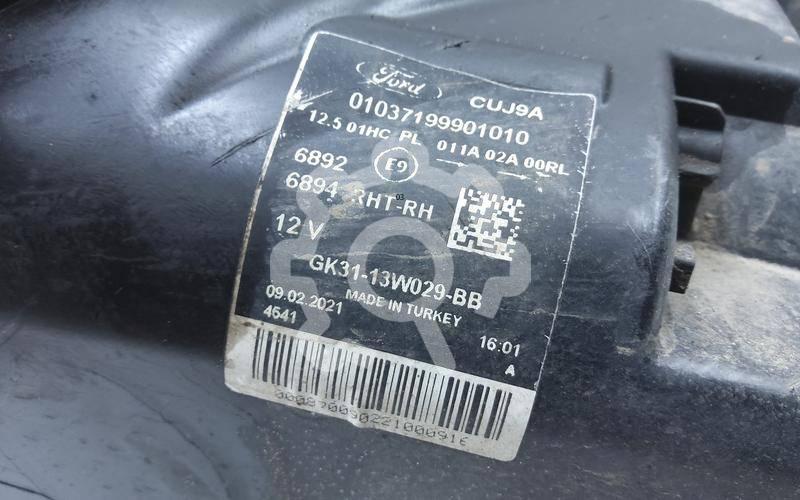 Ford CUJ9A
01037199901010
12.5 01HC PL 011A 02A 00RL
6892 E9
6894 03 RHT-RH
12 V
GK31-13W029-BB
09.02.2021 MADE IN TURKEY
4641 16:01
A